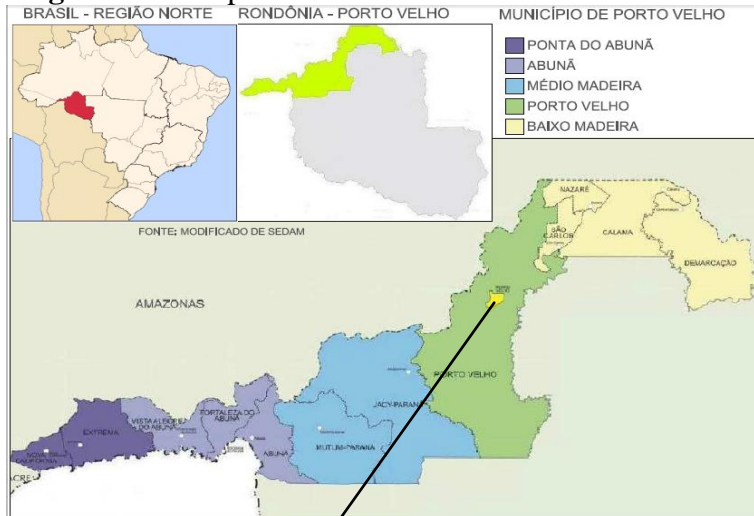 BRASIL - REGIÃO NORTE
RONDÔNIA - PORTO VELHO
MUNICÍPIO DE PORTO VELHO
PONTA DO ABUNÃ
ABUNÃ
MÉDIO MADEIRA
PORTO VELHO
BAIXO MADEIRA
FONTE: MODIFICADO DE SEDAM
NAZARÉ
SÃO
CARLOS
CALAMA
DEMARCAÇÃO
AMAZONAS
PORTO VELHO
JACY-PARANÁ
MUTUM-PARANÁ
FORTALEZA DO
ABUNÃ
VISTA ALEGRE
DO ABUNÃ
ABUNÃ
EXTREMA
NOVA
CALIFÓRNIA
ACRE